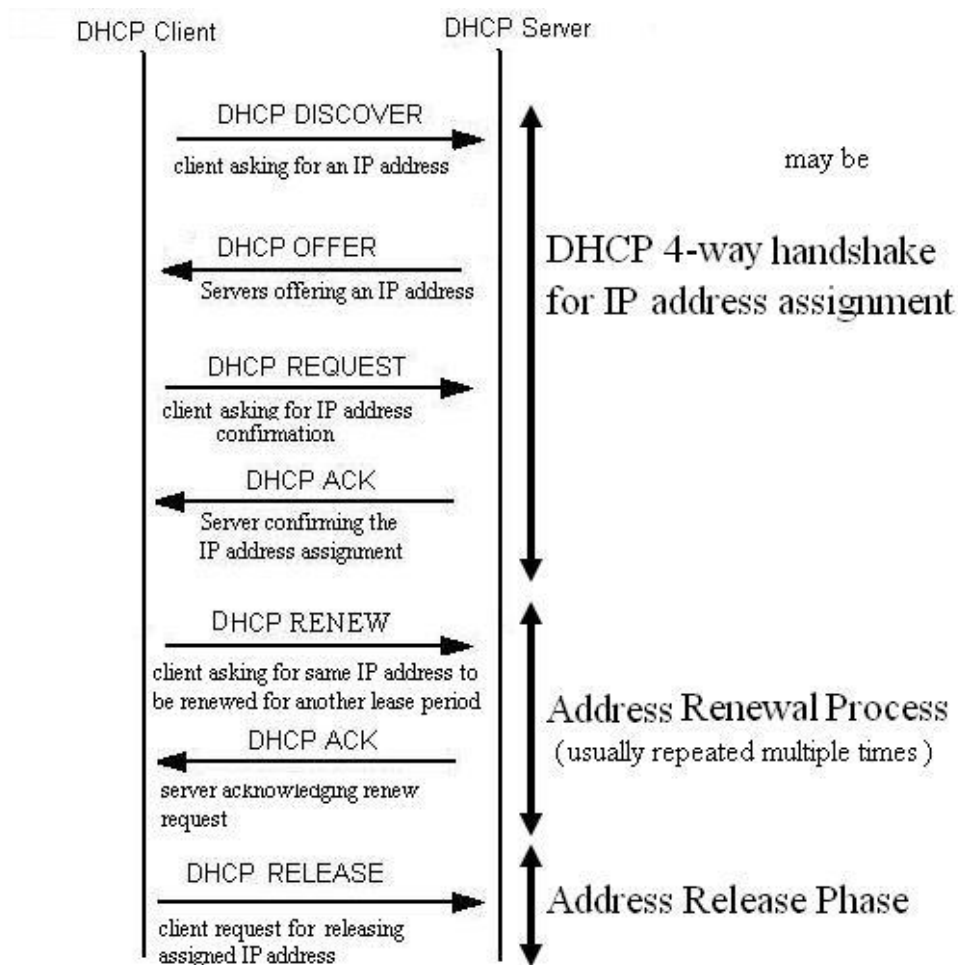 DHCP Client
DHCP Server
DHCP DISCOVER
client asking for an IP address
may be
DHCP 4-way handshake
for IP address assignment
DHCP OFFER
Servers offering an IP address
DHCP REQUEST
client asking for IP address
confirmation
DHCP ACK
Server confirming the
IP address assignment
DHCP RENEW
client asking for same IP address to
be renewed for another lease period
Address Renewal Process
(usually repeated multiple times)
DHCP ACK
server acknowledging renew
request
DHCP RELEASE
client request for releasing
assigned IP address
Address Release Phase